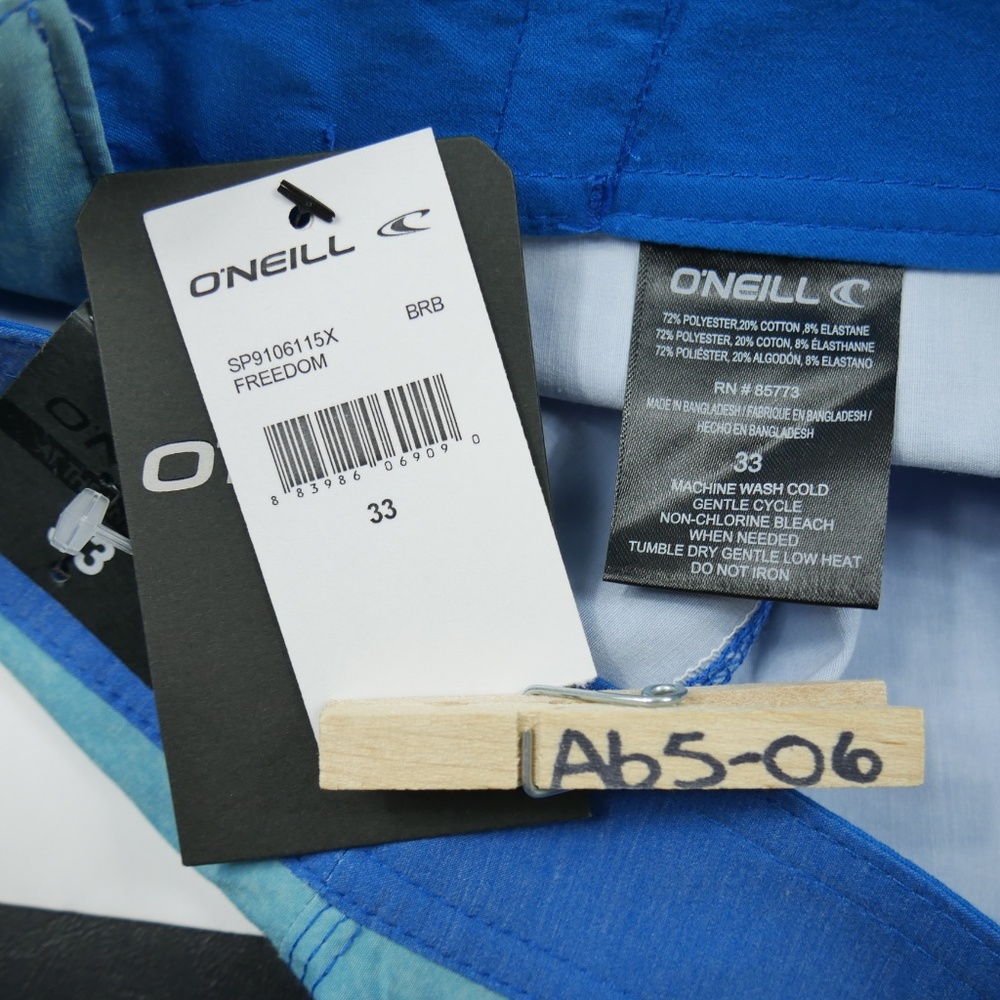 O'NEILL
BRB
SP9106115X
FREEDOM
8 83986 06909 0
33
O'NEILL
72% POLYESTER,20% COTTON ,8% ELASTANE
72% POLYESTER, 20% COTON, 8% ÉLASTHANNE
72% POLIÉSTER, 20% ALGODÓN, 8% ELASTANO
RN # 85773
MADE IN BANGLADESH / FABRIQUE EN BANGLADESH /
HECHO EN BANGLADESH
33
MACHINE WASH COLD
GENTLE CYCLE
NON-CHLORINE BLEACH
WHEN NEEDED
TUMBLE DRY GENTLE LOW HEAT
DO NOT IRON
Ab5-06